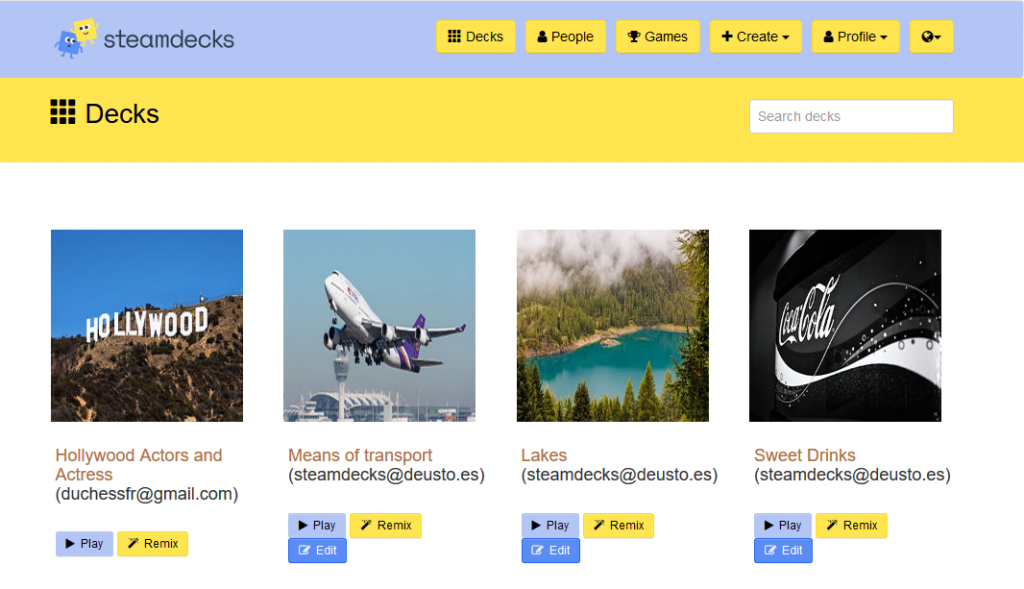 steamdecks
Decks People Games Create Profile
Decks
Search decks
HOLLYWOOD
Coca-Cola
Hollywood Actors and
Actress
(duchessfr@gmail.com)
Play Remix
Means of transport
(steamdecks@deusto.es)
Play Remix
Edit
Lakes
(steamdecks@deusto.es)
Play Remix
Edit
Sweet Drinks
(steamdecks@deusto.es)
Play Remix
Edit